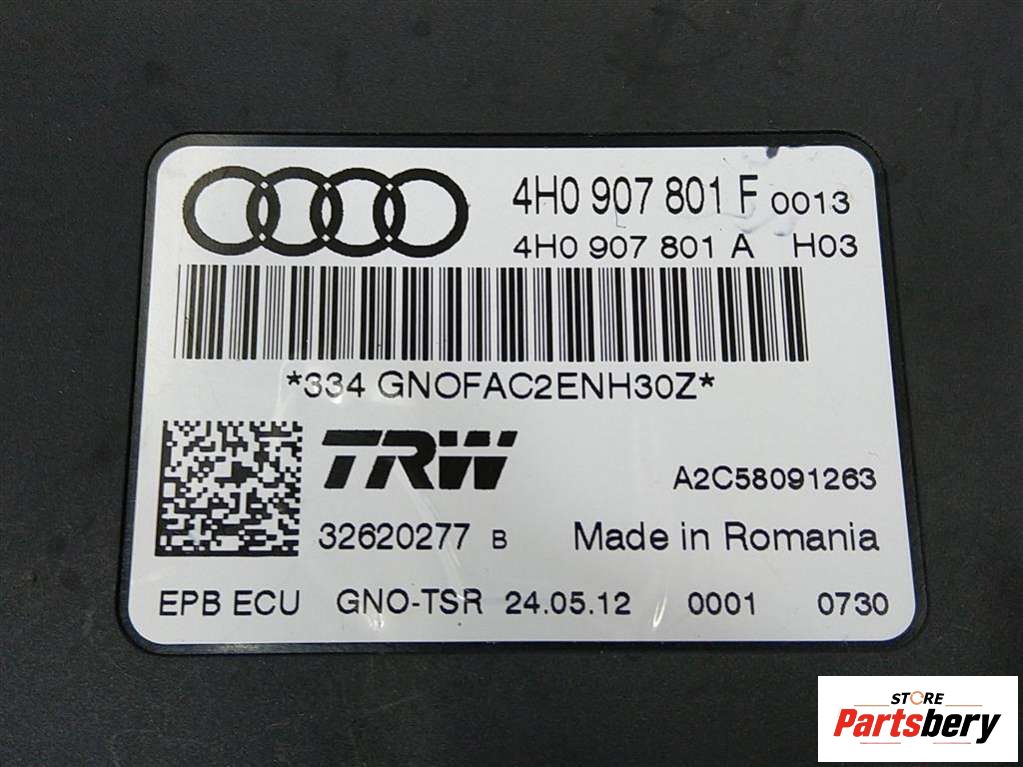 4H0 907 801 F 0013
4H0 907 801 A H03
*334 GNOFAC2ENH30Z*
TRW
A2C58091263
32620277 B Made in Romania
EPB ECU GNO-TSR 24.05.12 0001 0730
STORE
Partsbery